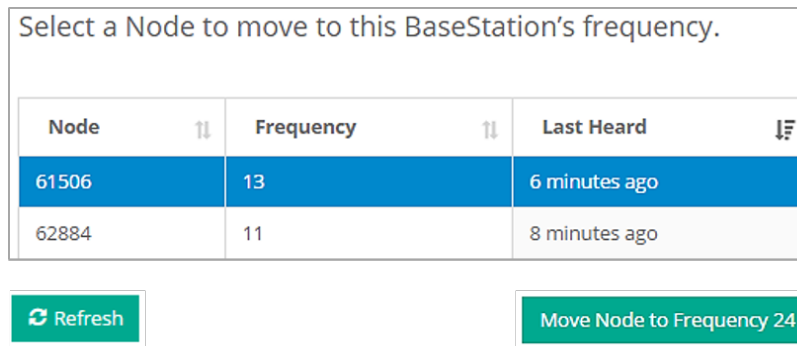 Select a Node to move to this BaseStation’s frequency.
Node Frequency Last Heard
61506 13 6 minutes ago
62884 11 8 minutes ago
Refresh Move Node to Frequency 24